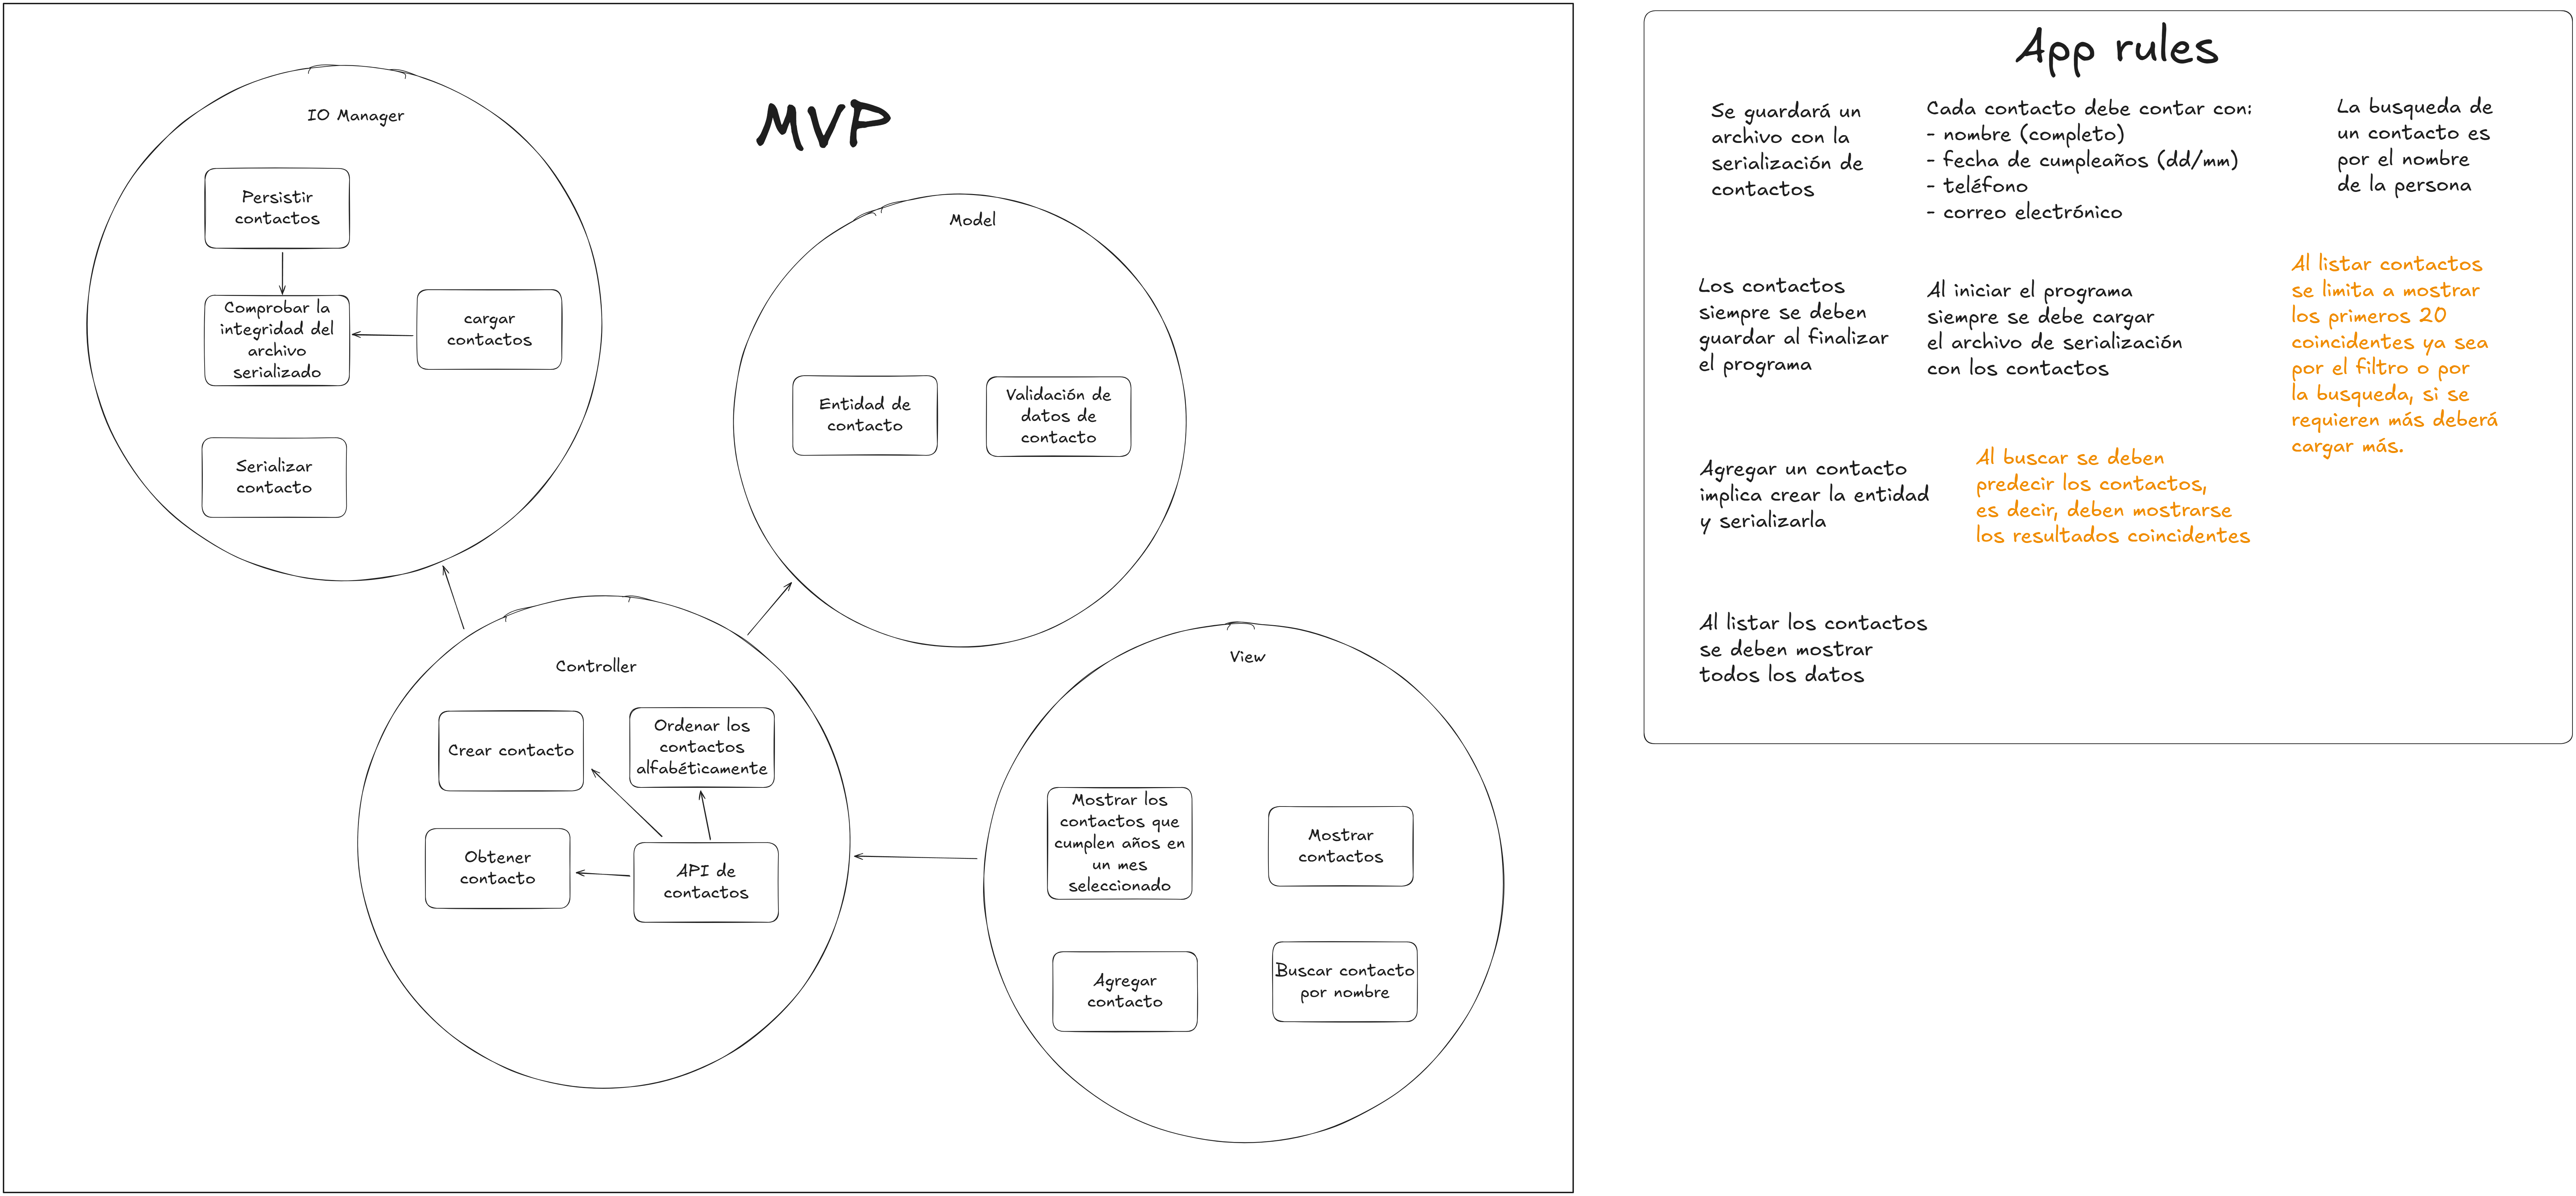 MVP
IO Manager
Persistir
contactos
Comprobar la
integridad del
archivo
serializado
cargar
contactos
Serializar
contacto
Model
Entidad de
contacto
Validación de
datos de
contacto
Controller
Crear contacto
Ordenar los
contactos
alfabéticamente
Obtener
contacto
API de
contactos
View
Mostrar los
contactos que
cumplen años en
un mes
seleccionado
Mostrar
contactos
Agregar
contacto
Buscar contacto
por nombre
App rules
Se guardará un
archivo con la
serialización de
contactos
Cada contacto debe contar con:
- nombre (completo)
- fecha de cumpleaños (dd/mm)
- teléfono
- correo electrónico
La busqueda de
un contacto es
por el nombre
de la persona
Los contactos
siempre se deben
guardar al finalizar
el programa
Al iniciar el programa
siempre se debe cargar
el archivo de serialización
con los contactos
Al listar contactos
se limita a mostrar
los primeros 20
coincidentes ya sea
por el filtro o por
la busqueda, si se
requieren más deberá
cargar más.
Agregar un contacto
implica crear la entidad
y serializarla
Al buscar se deben
predecir los contactos,
es decir, deben mostrarse
los resultados coincidentes
Al listar los contactos
se deben mostrar
todos los datos